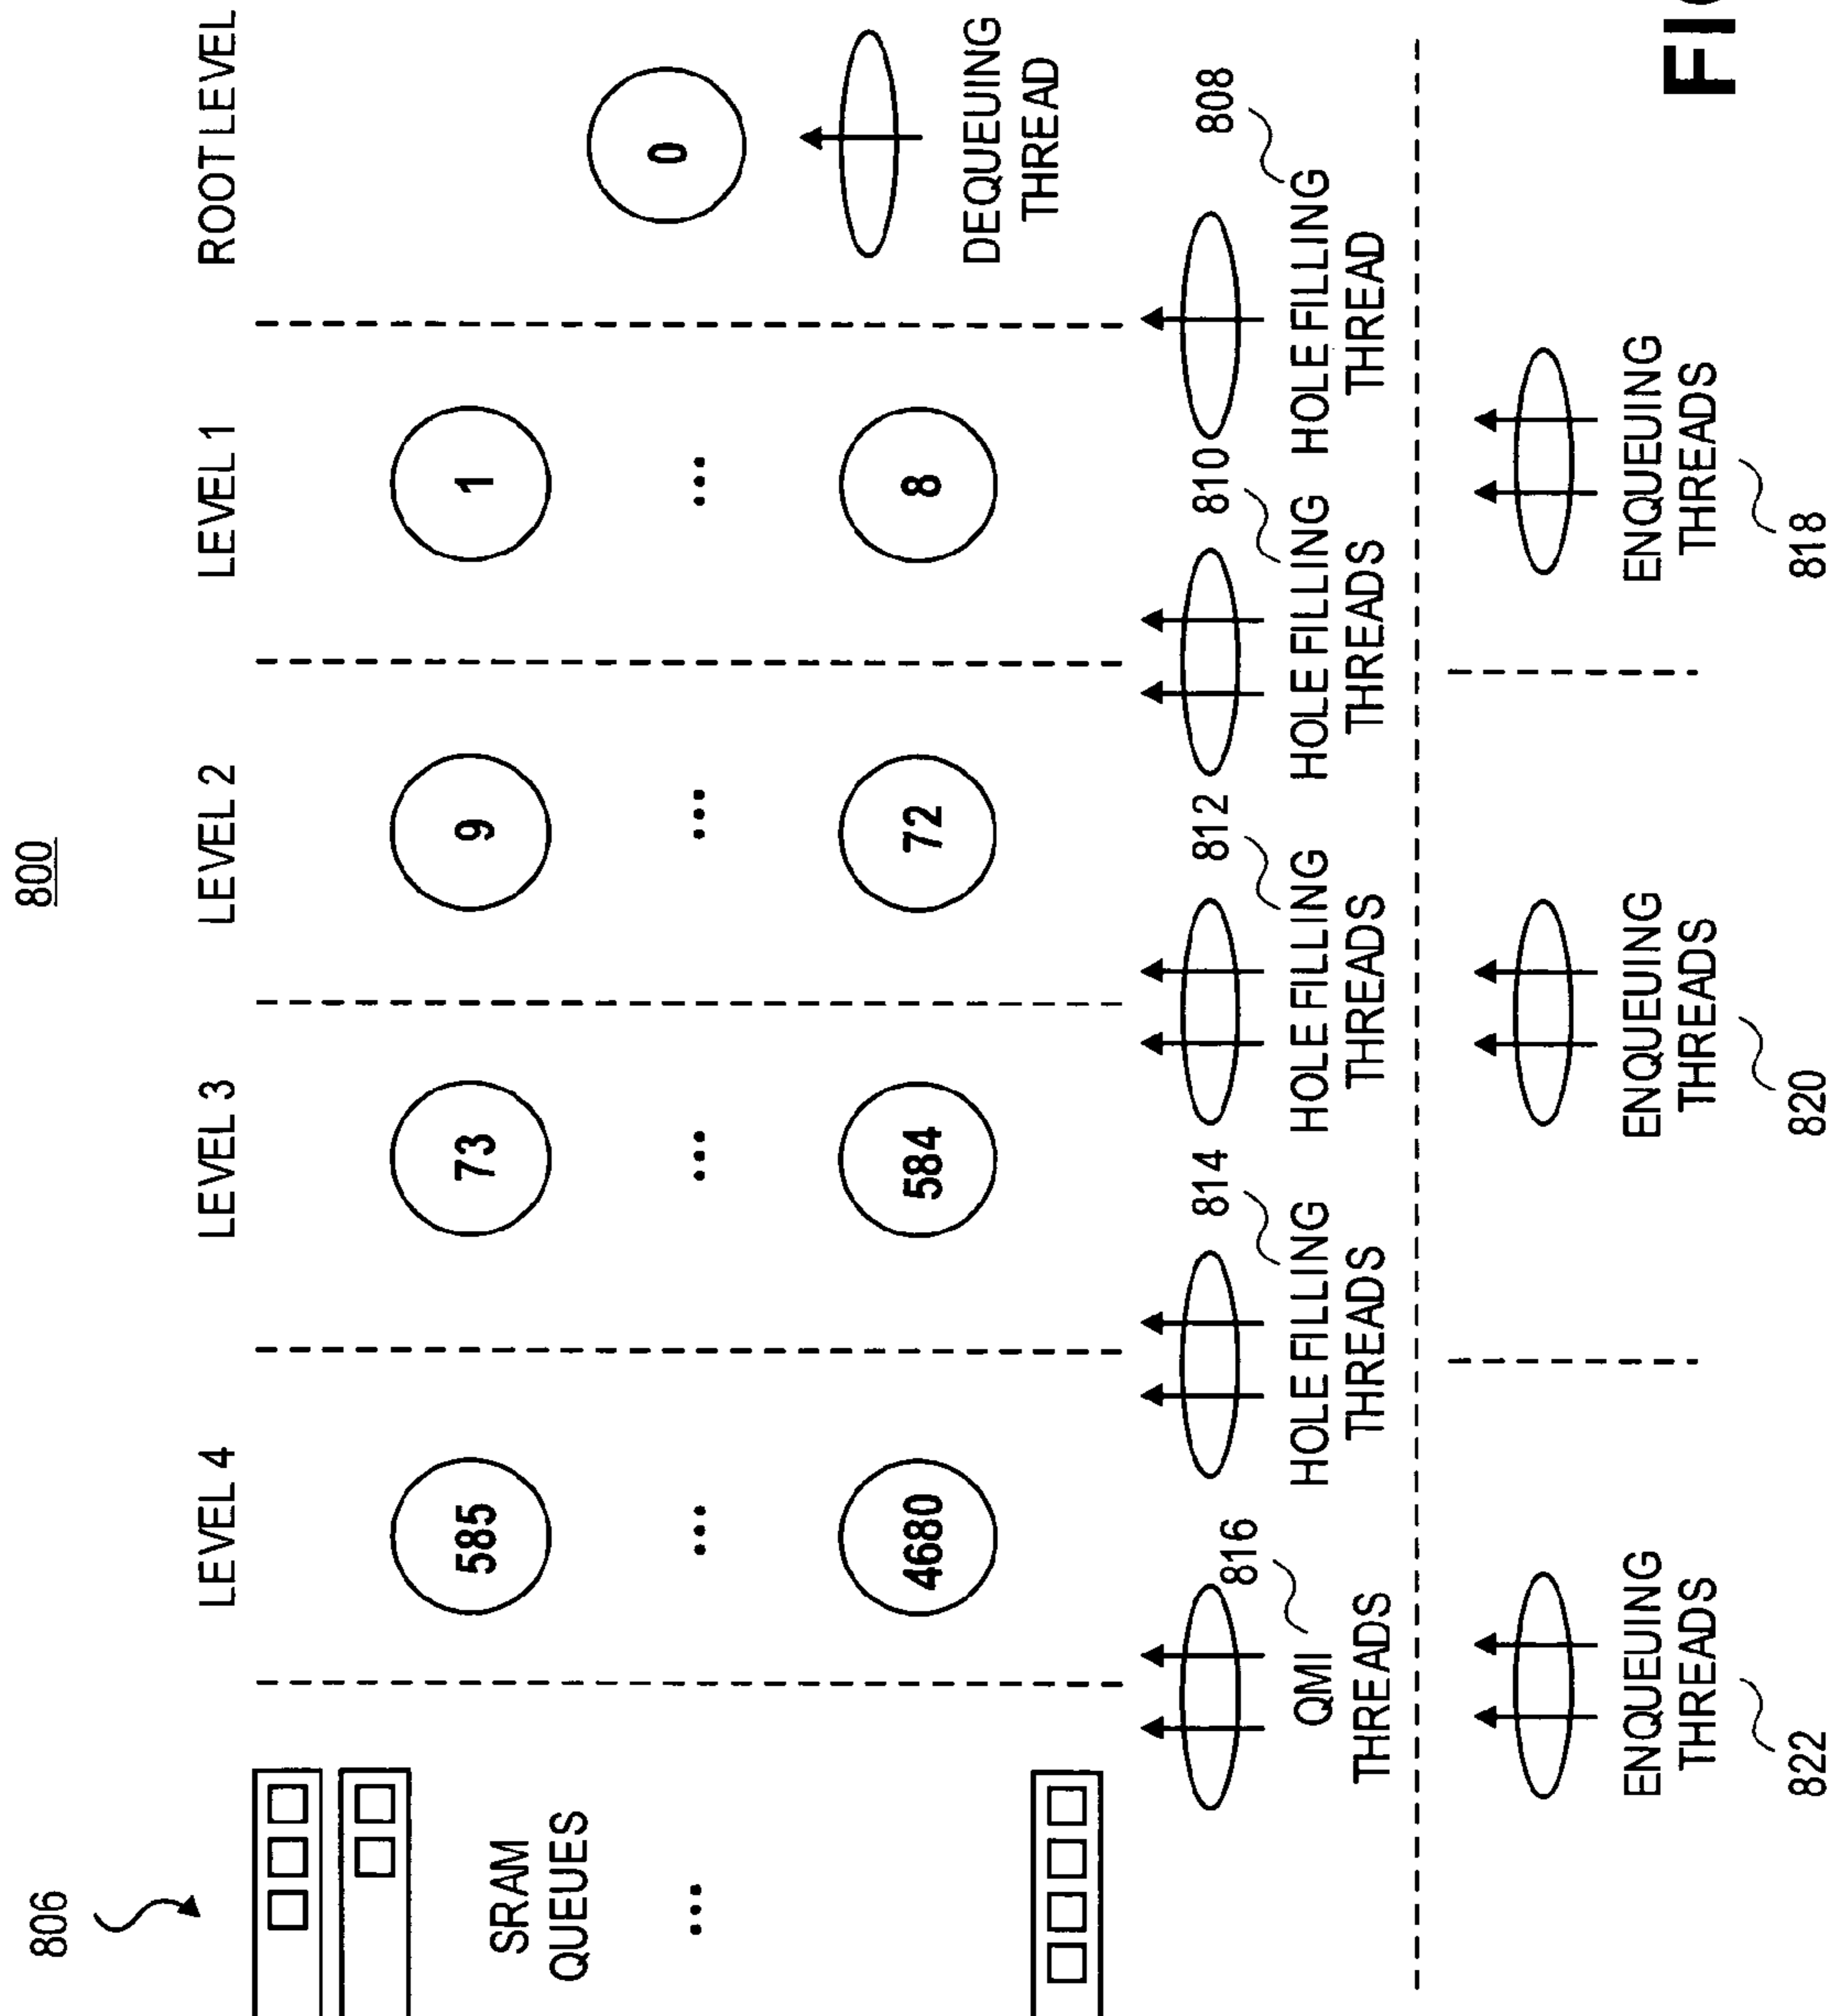 800
806
LEVEL 4
LEVEL 3
LEVEL 2
LEVEL 1
ROOT LEVEL
585
73
9
1
0
SRAM
QUEUES
...
...
...
...
...
4680
584
72
8
DEQUEUING
THREAD
816
814
812
810
808
QMI
THREADS
HOLE FILLING
THREADS
HOLE FILLING
THREADS
HOLE FILLING
THREADS
HOLE FILLING
THREAD
ENQUEUING
THREADS
822
ENQUEUING
THREADS
820
ENQUEUING
THREADS
818